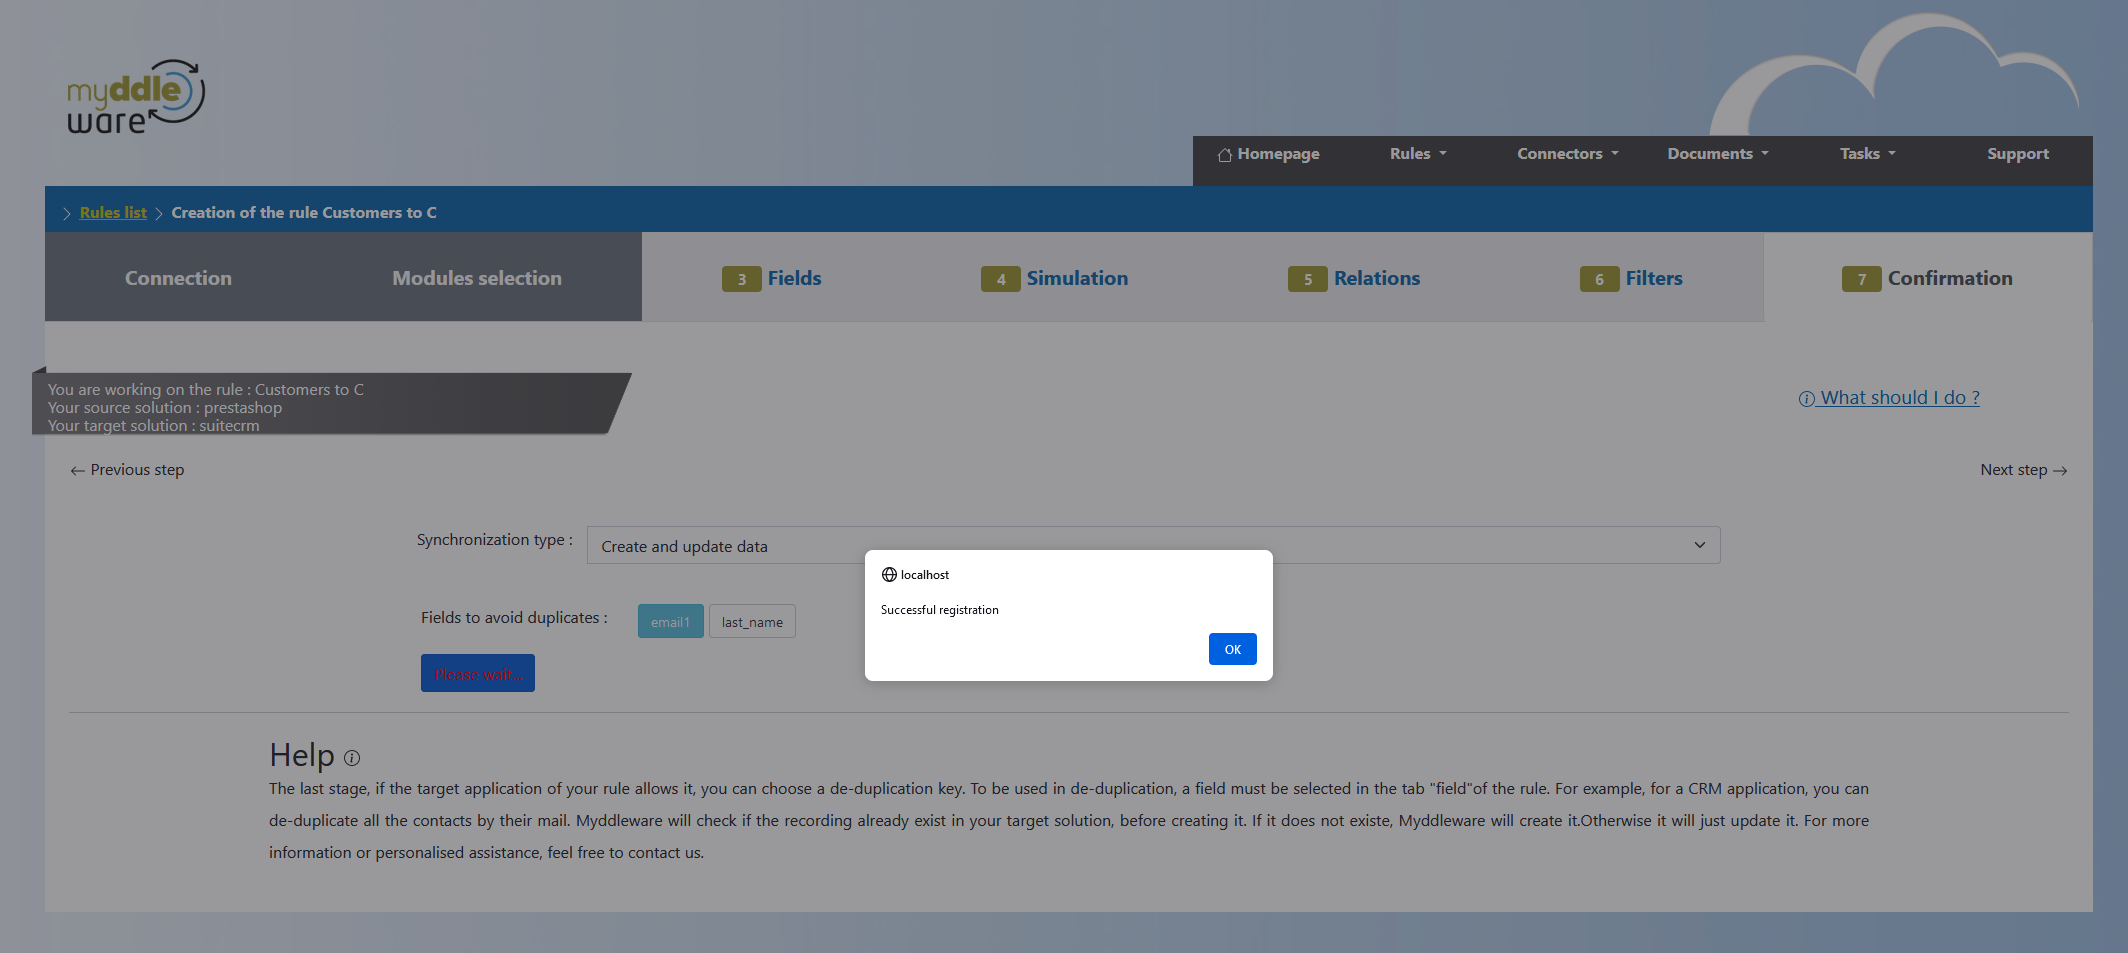 myddle
ware
Homepage Rules Connectors Documents Tasks Support
Rules list Creation of the rule Customers to C
Connection Modules selection 3 Fields 4 Simulation 5 Relations 6 Filters 7 Confirmation
You are working on the rule : Customers to C
Your source solution : prestashop
Your target solution : suitecrm
What should I do ?
← Previous step Next step →
Synchronization type : Create and update data
localhost
Successful registration
OK
Fields to avoid duplicates : email1 last_name
Please wait...
Help
The last stage, if the target application of your rule allows it, you can choose a de-duplication key. To be used in de-duplication, a field must be selected in the tab "field"of the rule. For example, for a CRM application, you can
de-duplicate all the contacts by their mail. Myddleware will check if the recording already exist in your target solution, before creating it. If it does not existe, Myddleware will create it.Otherwise it will just update it. For more
information or personalised assistance, feel free to contact us.